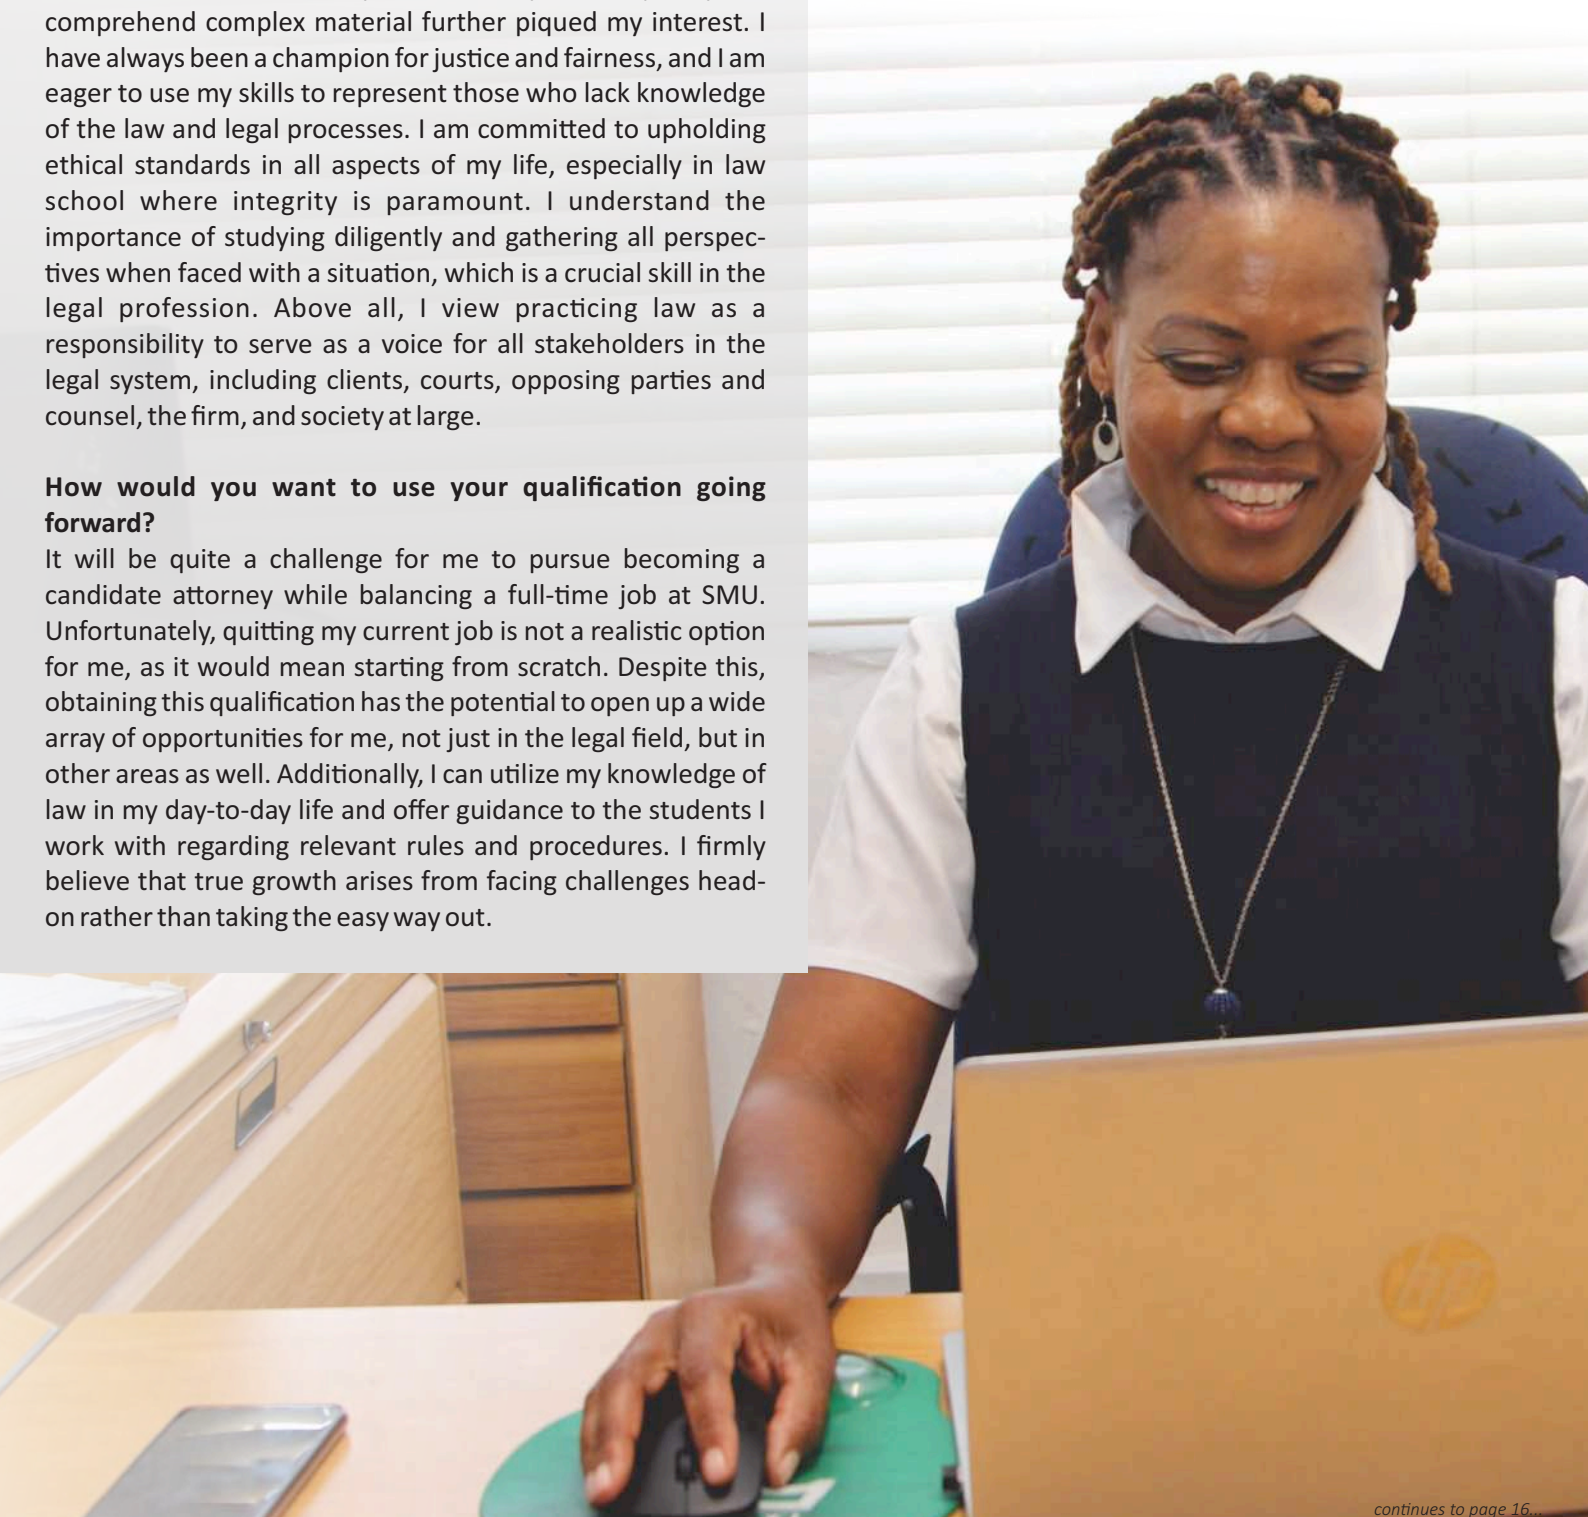 comprehend complex material further piqued my interest. I
have always been a champion for justice and fairness, and I am
eager to use my skills to represent those who lack knowledge
of the law and legal processes. I am committed to upholding
ethical standards in all aspects of my life, especially in law
school where integrity is paramount. I understand the
importance of studying diligently and gathering all perspec-
tives when faced with a situation, which is a crucial skill in the
legal profession. Above all, I view practicing law as a
responsibility to serve as a voice for all stakeholders in the
legal system, including clients, courts, opposing parties and
counsel, the firm, and society at large.
How would you want to use your qualification going
forward?
It will be quite a challenge for me to pursue becoming a
candidate attorney while balancing a full-time job at SMU.
Unfortunately, quitting my current job is not a realistic option
for me, as it would mean starting from scratch. Despite this,
obtaining this qualification has the potential to open up a wide
array of opportunities for me, not just in the legal field, but in
other areas as well. Additionally, I can utilize my knowledge of
law in my day-to-day life and offer guidance to the students I
work with regarding relevant rules and procedures. I firmly
believe that true growth arises from facing challenges head-
on rather than taking the easy way out.
hp
continues to page 16...